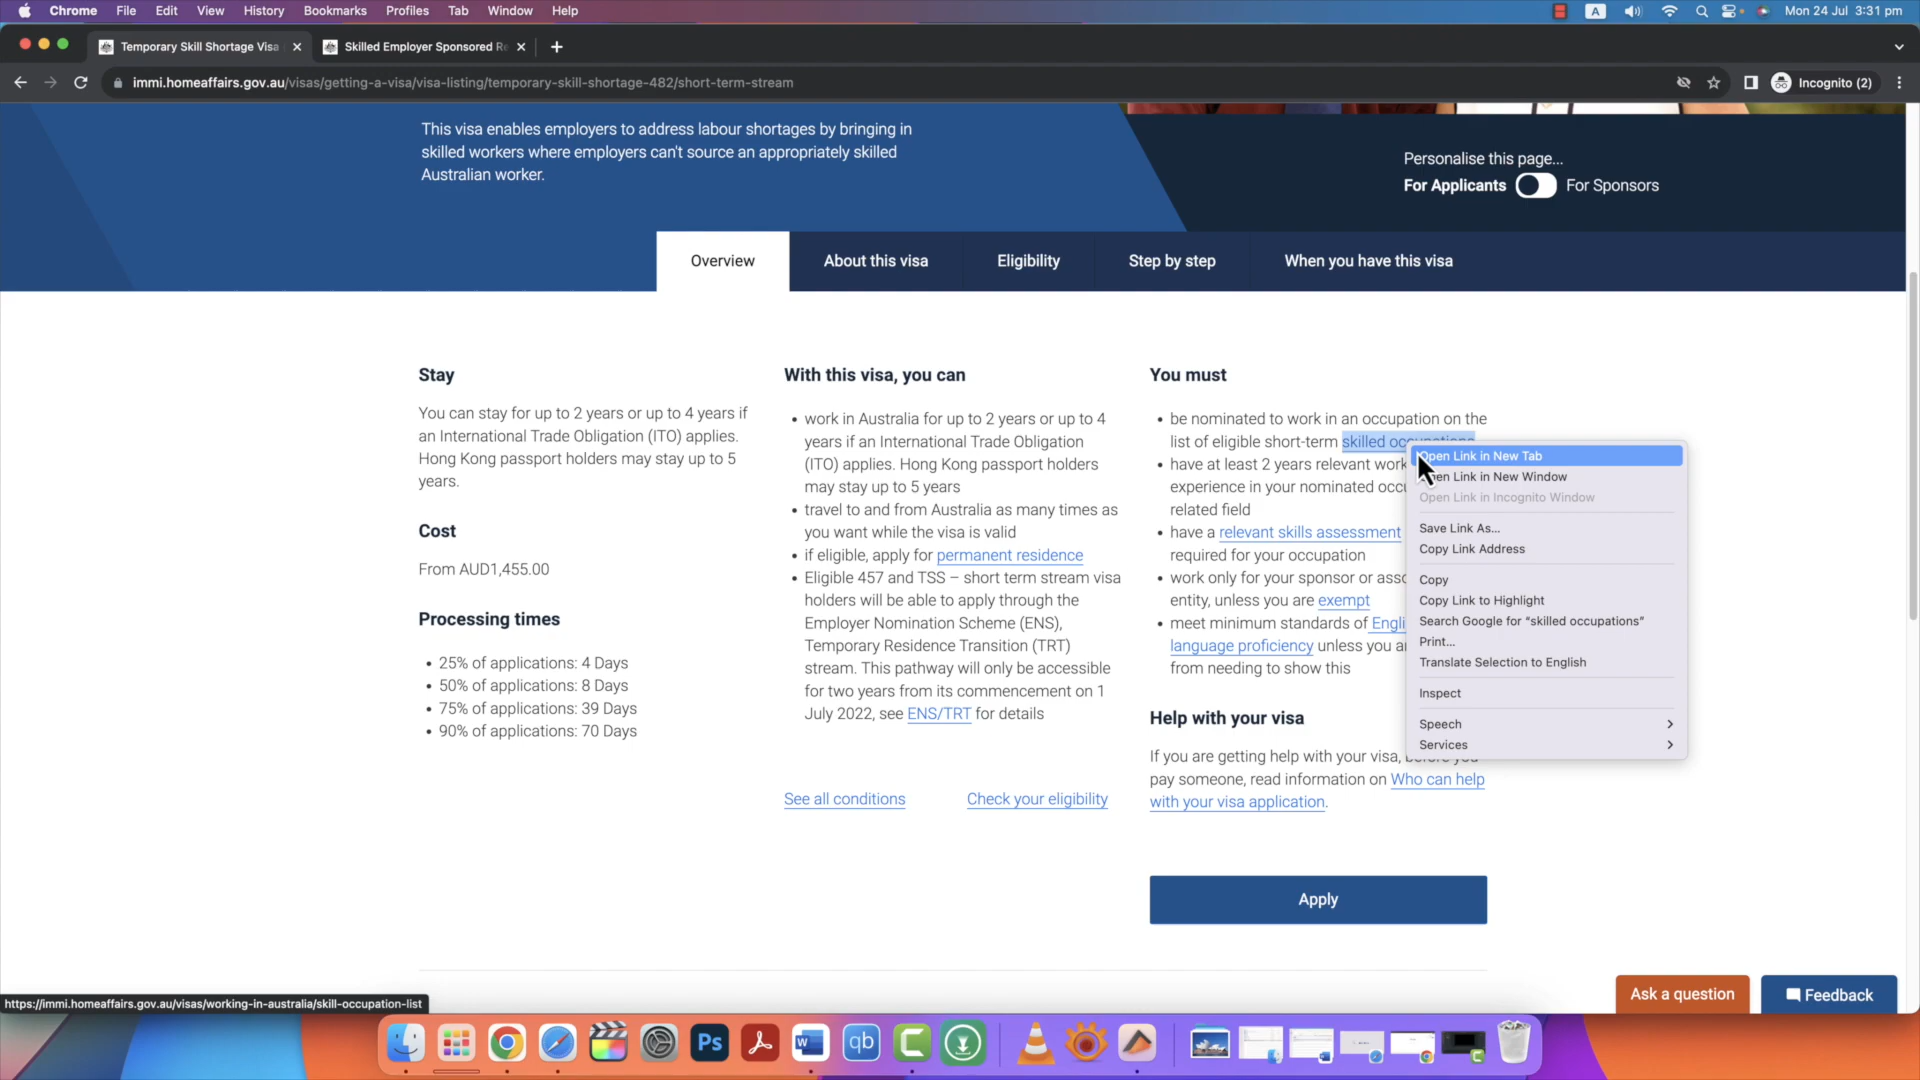 Chrome File Edit View History Bookmarks Profiles Tab Window Help
A
Mon 24 Jul 3:31 pm
Temporary Skill Shortage Visa
Skilled Employer Sponsored Re
immi.homeaffairs.gov.au/visas/getting-a-visa/visa-listing/temporary-skill-shortage-482/short-term-stream
Incognito (2)
This visa enables employers to address labour shortages by bringing in
skilled workers where employers can't source an appropriately skilled
Australian worker.
Personalise this page...
For Applicants For Sponsors
Overview
About this visa
Eligibility
Step by step
When you have this visa
Stay
You can stay for up to 2 years or up to 4 years if
an International Trade Obligation (ITO) applies.
Hong Kong passport holders may stay up to 5
years.
Cost
From AUD1,455.00
Processing times
• 25% of applications: 4 Days
• 50% of applications: 8 Days
• 75% of applications: 39 Days
• 90% of applications: 70 Days
With this visa, you can
• work in Australia for up to 2 years or up to 4
years if an International Trade Obligation
(ITO) applies. Hong Kong passport holders
may stay up to 5 years
• travel to and from Australia as many times as
you want while the visa is valid
• if eligible, apply for permanent residence
• Eligible 457 and TSS – short term stream visa
holders will be able to apply through the
Employer Nomination Scheme (ENS),
Temporary Residence Transition (TRT)
stream. This pathway will only be accessible
for two years from its commencement on 1
July 2022, see ENS/TRT for details
See all conditions
Check your eligibility
You must
• be nominated to work in an occupation on the
list of eligible short-term skilled occupations
• have at least 2 years relevant work
experience in your nominated occu
related field
• have a relevant skills assessment
required for your occupation
• work only for your sponsor or asso
entity, unless you are exempt
• meet minimum standards of Engli
language proficiency unless you a
from needing to show this
Help with your visa
If you are getting help with your visa, before you
pay someone, read information on Who can help
with your visa application.
Apply
Open Link in New Tab
Open Link in New Window
Open Link in Incognito Window
Save Link As...
Copy Link Address
Copy
Copy Link to Highlight
Search Google for “skilled occupations”
Print...
Translate Selection to English
Inspect
Speech
Services
Ask a question
Feedback
https://immi.homeaffairs.gov.au/visas/working-in-australia/skill-occupation-list
Ps
W
qb
C